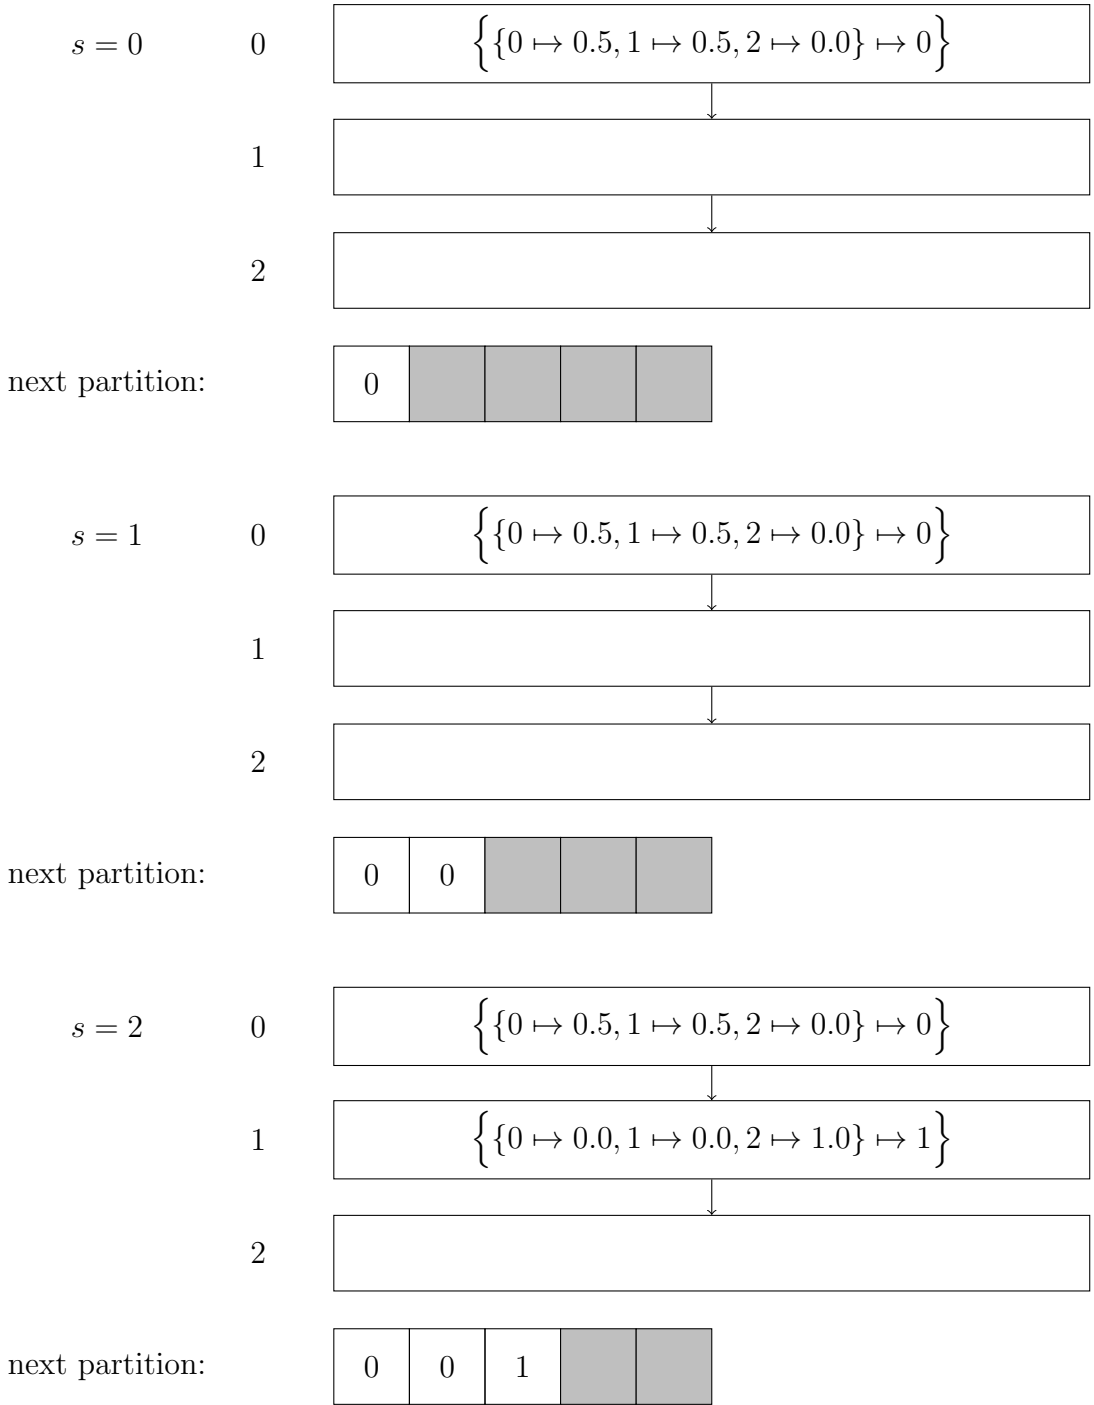 s = 0 0 {{0 ↦ 0.5, 1 ↦ 0.5, 2 ↦ 0.0} ↦ 0}
1
2
next partition: 0
s = 1 0 {{0 ↦ 0.5, 1 ↦ 0.5, 2 ↦ 0.0} ↦ 0}
1
2
next partition: 0 0
s = 2 0 {{0 ↦ 0.5, 1 ↦ 0.5, 2 ↦ 0.0} ↦ 0}
1 {{0 ↦ 0.0, 1 ↦ 0.0, 2 ↦ 1.0} ↦ 1}
2
next partition: 0 0 1